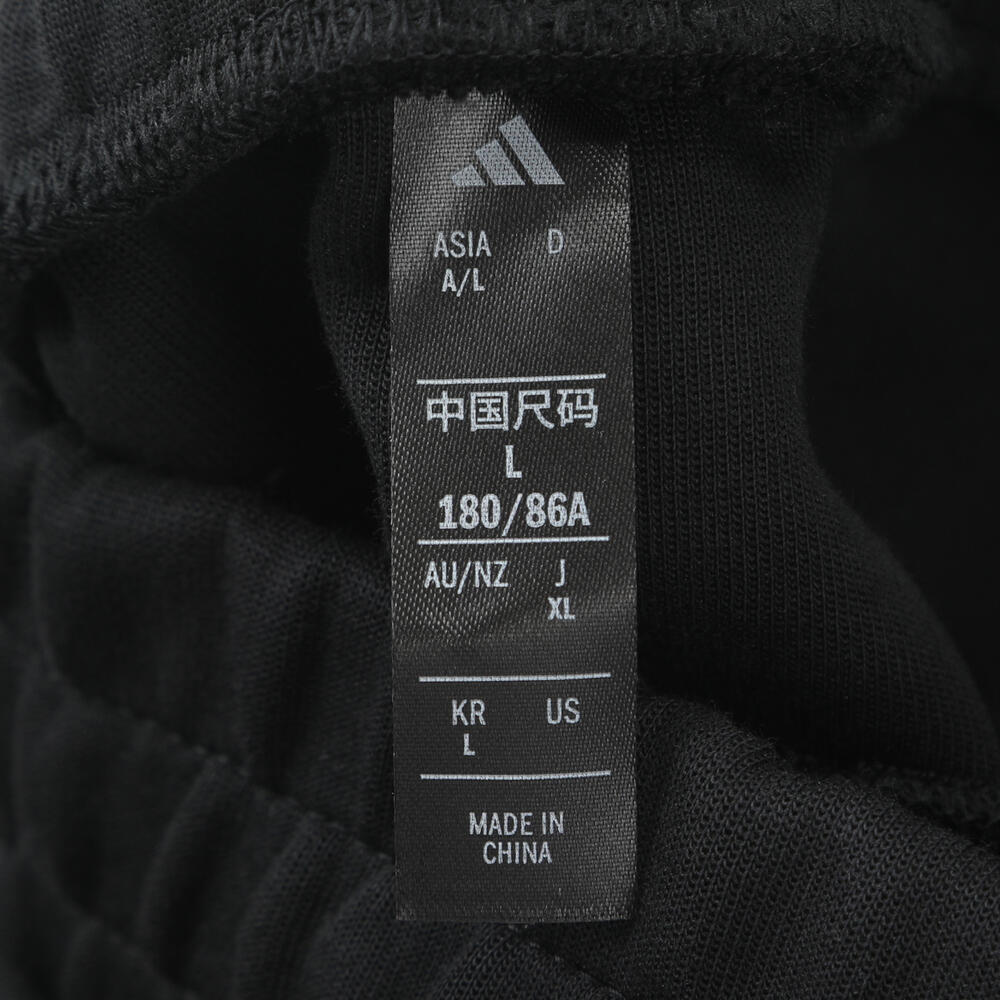 ASIA D
A/L
中国尺码
L
180/86A
AU/NZ J
XL
KR US
L
MADE IN
CHINA